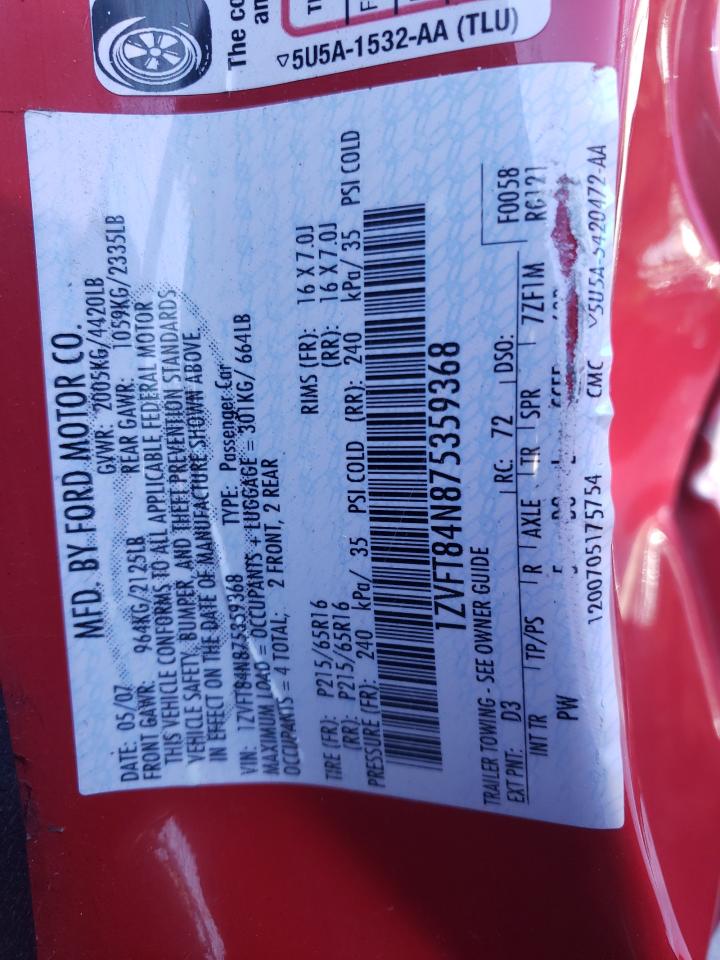 The co
an
▽5U5A-1532-AA (TLU)
MFD. BY FORD MOTOR CO.
DATE: 05/07 GVWR: 2005KG/4420LB
FRONT GAWR: 964KG/2125LB REAR GAWR: 1059KG/2335LB
THIS VEHICLE CONFORMS TO ALL APPLICABLE FEDERAL MOTOR
VEHICLE SAFETY, BUMPER, AND THEFT PREVENTION STANDARDS
IN EFFECT ON THE DATE OF MANUFACTURE SHOWN ABOVE.
VIN: 1ZVFT84N875359368 TYPE: Passenger Car
MAXIMUM LOAD = OCCUPANTS + LUGGAGE = 301KG/ 664LB
OCCUPANTS = 4 TOTAL; 2 FRONT, 2 REAR
TIRE (FR): P215/65R16 RIMS (FR): 16 X 7.0J
(RR): P215/65R16 (RR): 16 X 7.0J
PRESSURE (FR): 240 kPa/ 35 PSI COLD (RR): 240 kPa/ 35 PSI COLD
1ZVFT84N875359368
TRAILER TOWING - SEE OWNER GUIDE F0058
EXT PNT: D3 RC: 72 DSO: 7ZF1M RG121
INT TR TP/PS R AXLE TR SPR
PW
1200705175754 CMC ▽5U5A-5420472-AA